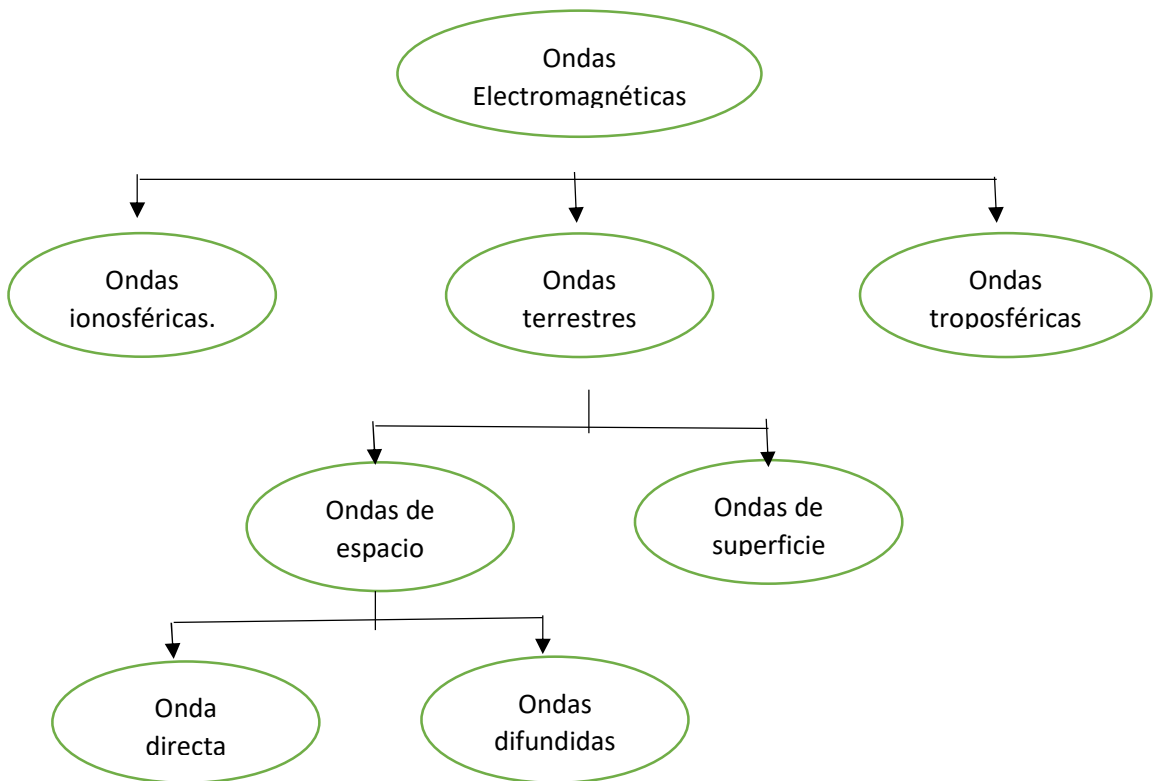 Ondas
Electromagnéticas
Ondas
ionosféricas.
Ondas
terrestres
Ondas
troposféricas
Ondas de
espacio
Ondas de
superficie
Onda
directa
Ondas
difundidas